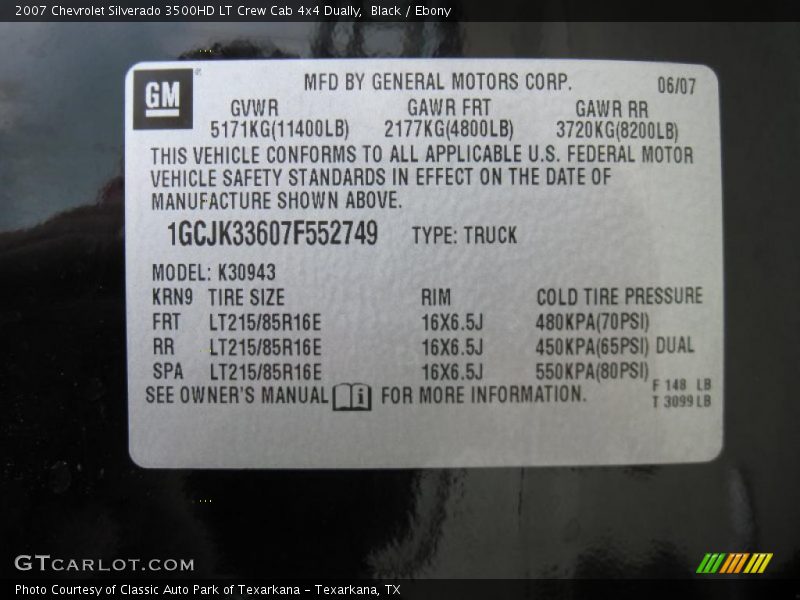 2007 Chevrolet Silverado 3500HD LT Crew Cab 4x4 Dually, Black / Ebony
GM
MFD BY GENERAL MOTORS CORP. 06/07
GVWR GAWR FRT GAWR RR
5171KG(11400LB) 2177KG(4800LB) 3720KG(8200LB)
THIS VEHICLE CONFORMS TO ALL APPLICABLE U.S. FEDERAL MOTOR
VEHICLE SAFETY STANDARDS IN EFFECT ON THE DATE OF
MANUFACTURE SHOWN ABOVE.
1GCJK33607F552749 TYPE: TRUCK
MODEL: K30943
KRN9 TIRE SIZE RIM COLD TIRE PRESSURE
FRT LT215/85R16E 16X6.5J 480KPA(70PSI)
RR LT215/85R16E 16X6.5J 450KPA(65PSI) DUAL
SPA LT215/85R16E 16X6.5J 550KPA(80PSI)
SEE OWNER'S MANUAL i FOR MORE INFORMATION.
F 148 LB
T 3099 LB
GTCARLOT.COM
Photo Courtesy of Classic Auto Park of Texarkana - Texarkana, TX